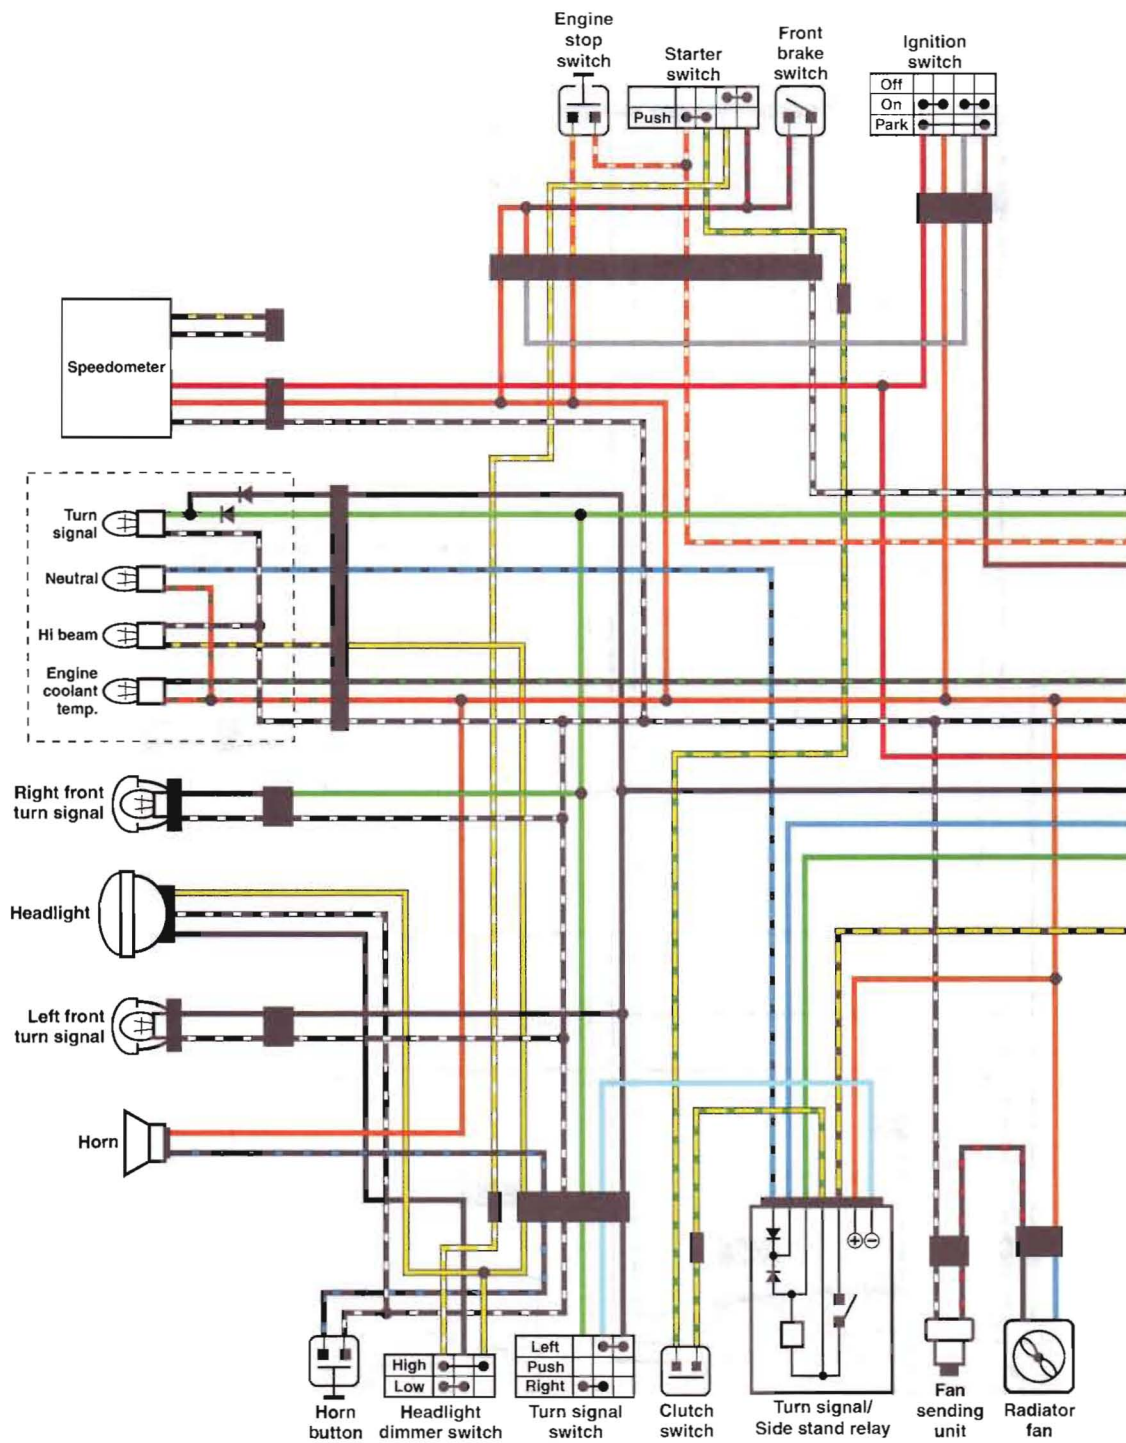 Engine
stop
switch
Starter
switch
Front
brake
switch
Ignition
switch
Off
On
Park
Push
Speedometer
Turn
signal
Neutral
Hi beam
Engine
coolant
temp.
Right front
turn signal
Headlight
Left front
turn signal
Horn
Horn
button
High
Low
Headlight
dimmer switch
Left
Push
Right
Turn signal
switch
Clutch
switch
+ −
Turn signal/
Side stand relay
Fan
sending
unit
Radiator
fan